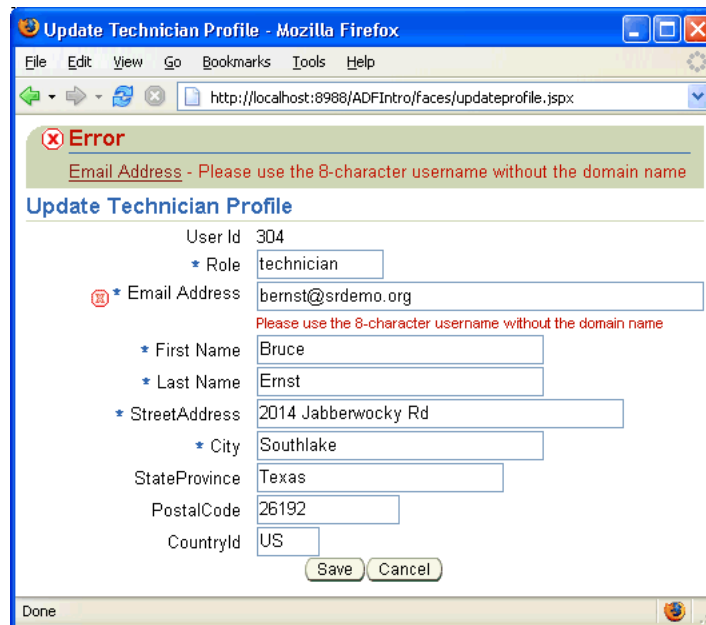 Update Technician Profile - Mozilla Firefox
File Edit View Go Bookmarks Tools Help
http://localhost:8988/ADFIntro/faces/updateprofile.jspx
Error
Email Address - Please use the 8-character username without the domain name
Update Technician Profile
User Id 304
* Role technician
* Email Address bernst@srdemo.org
Please use the 8-character username without the domain name
* First Name Bruce
* Last Name Ernst
* StreetAddress 2014 Jabberwocky Rd
* City Southlake
StateProvince Texas
PostalCode 26192
CountryId US
Save Cancel
Done